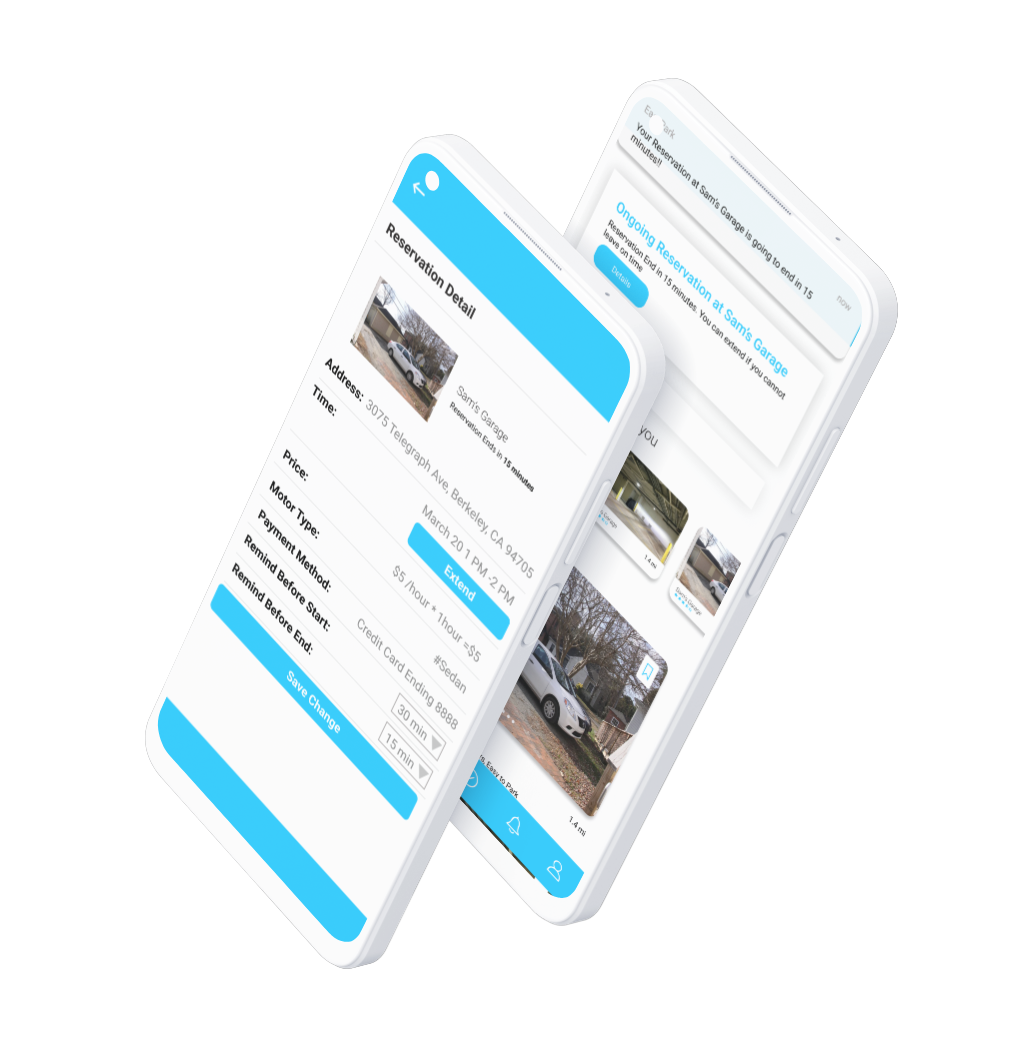 Reservation Detail
Sam's Garage
Reservation Ends in 15 minutes
Address: 3075 Telegraph Ave, Berkeley, CA 94705
Time: March 20 1 PM -2 PM
Extend
Price: $5 /hour * 1hour =$5
Motor Type: #Sedan
Payment Method: Credit Card Ending 8888
Remind Before Start: 30 min
Remind Before End: 15 min
Save Change
Park
now
Your Reservation at Sam's Garage is going to end in 15
minutes!!
Ongoing Reservation at Sam's Garage
Reservation End in 15 minutes. You can extend if you cannot
leave on time
Details
you
Garage
1.4 mi
Sam's Garage
Easy to Park
1.4 mi